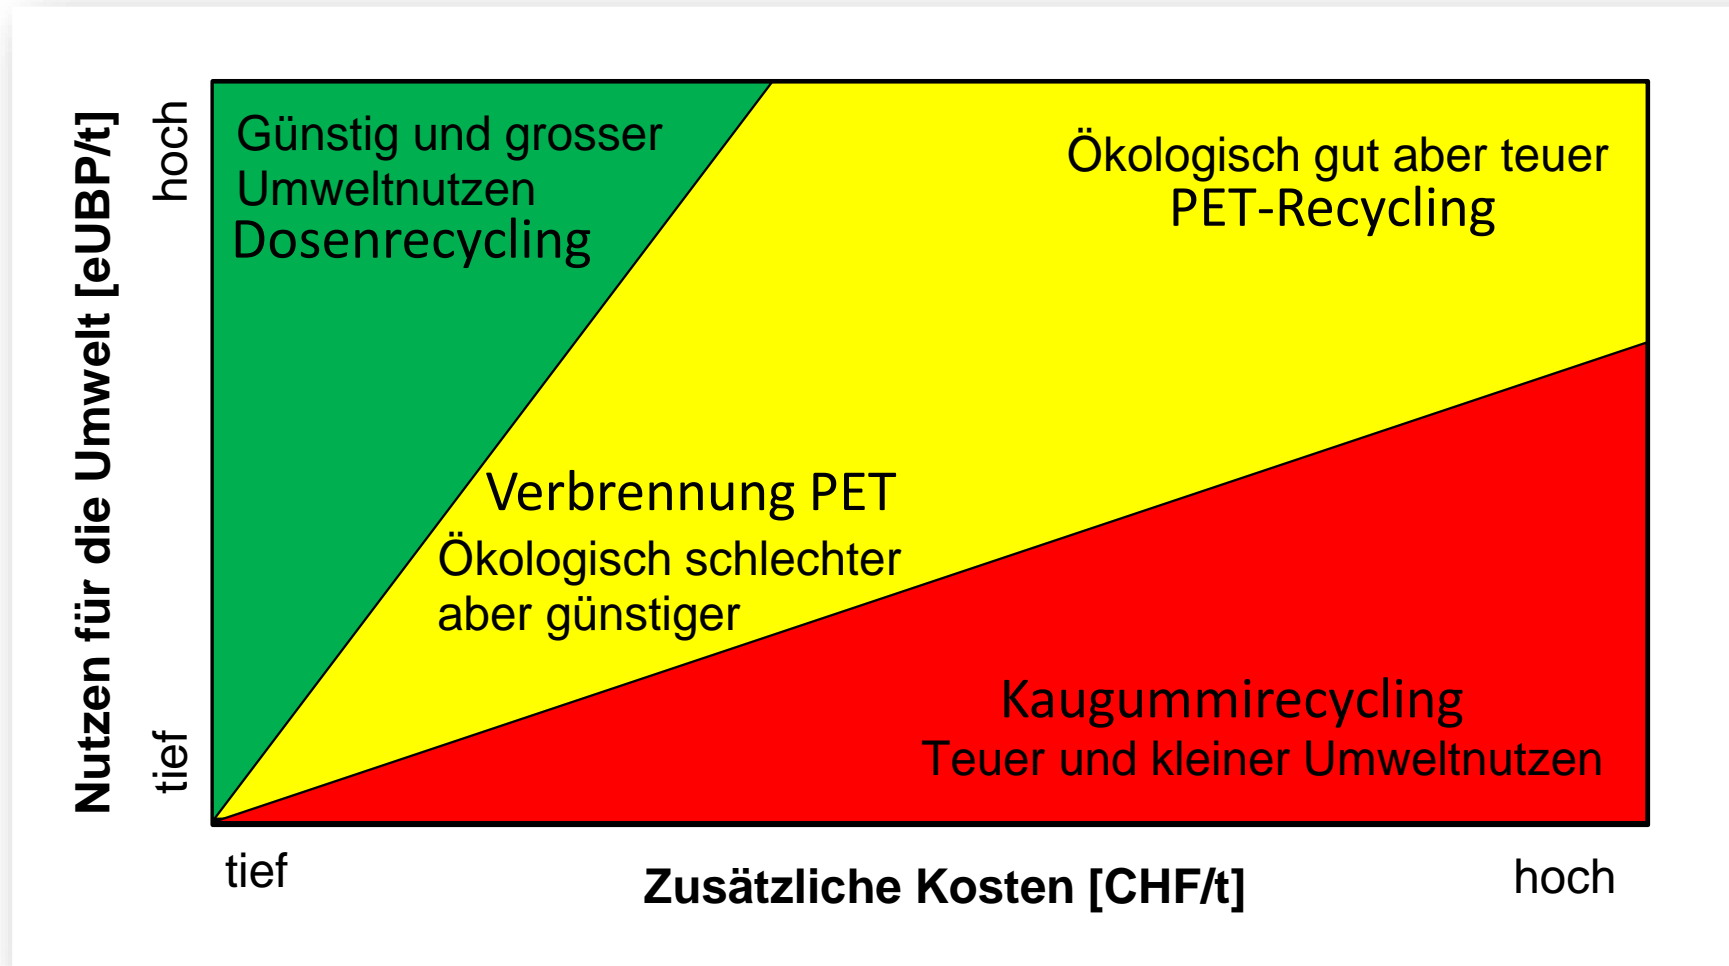 Nutzen für die Umwelt [eUBP/t]
hoch
tief
Günstig und grosser
Umweltnutzen
Dosenrecycling
Ökologisch gut aber teuer
PET-Recycling
Verbrennung PET
Ökologisch schlechter
aber günstiger
Kaugummirecycling
Teuer und kleiner Umweltnutzen
tief
Zusätzliche Kosten [CHF/t]
hoch